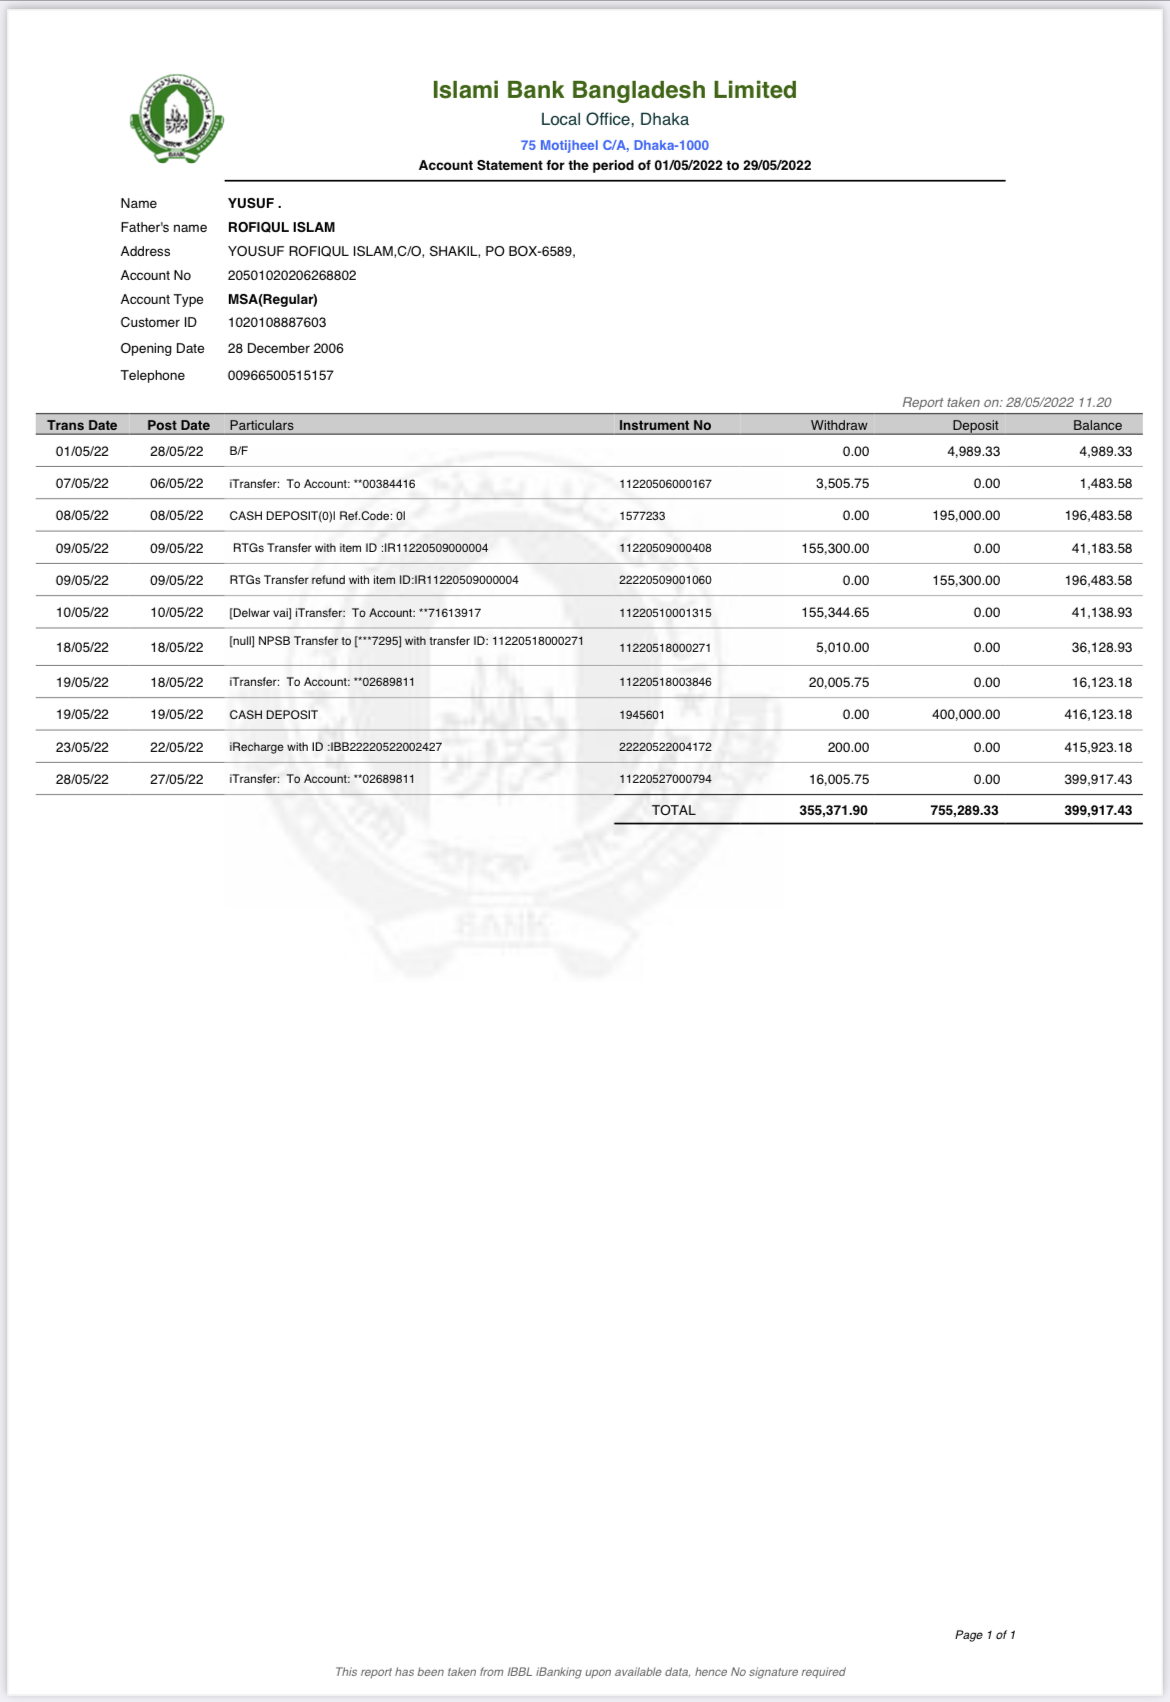 Islami Bank Bangladesh Limited
Local Office, Dhaka
75 Motijheel C/A, Dhaka-1000
Account Statement for the period of 01/05/2022 to 29/05/2022
Name YUSUF .
Father's name ROFIQUL ISLAM
Address YOUSUF ROFIQUL ISLAM,C/O, SHAKIL, PO BOX-6589,
Account No 20501020206268802
Account Type MSA(Regular)
Customer ID 1020108887603
Opening Date 28 December 2006
Telephone 00966500515157
Report taken on: 28/05/2022 11.20
Trans Date Post Date Particulars Instrument No Withdraw Deposit Balance
01/05/22 28/05/22 B/F 0.00 4,989.33 4,989.33
07/05/22 06/05/22 iTransfer: To Account: **00384416 11220506000167 3,505.75 0.00 1,483.58
08/05/22 08/05/22 CASH DEPOSIT(0)| Ref.Code: 0| 1577233 0.00 195,000.00 196,483.58
09/05/22 09/05/22 RTGs Transfer with item ID :IR11220509000004 11220509000408 155,300.00 0.00 41,183.58
09/05/22 09/05/22 RTGs Transfer refund with item ID:IR11220509000004 22220509001060 0.00 155,300.00 196,483.58
10/05/22 10/05/22 [Delwar vai] iTransfer: To Account: **71613917 11220510001315 155,344.65 0.00 41,138.93
18/05/22 18/05/22 [null] NPSB Transfer to [***7295] with transfer ID: 11220518000271 11220518000271 5,010.00 0.00 36,128.93
19/05/22 18/05/22 iTransfer: To Account: **02689811 11220518003846 20,005.75 0.00 16,123.18
19/05/22 19/05/22 CASH DEPOSIT 1945601 0.00 400,000.00 416,123.18
23/05/22 22/05/22 iRecharge with ID :IBB22220522002427 22220522004172 200.00 0.00 415,923.18
28/05/22 27/05/22 iTransfer: To Account: **02689811 11220527000794 16,005.75 0.00 399,917.43
TOTAL 355,371.90 755,289.33 399,917.43
BANK
Page 1 of 1
This report has been taken from IBBL iBanking upon available data, hence No signature required